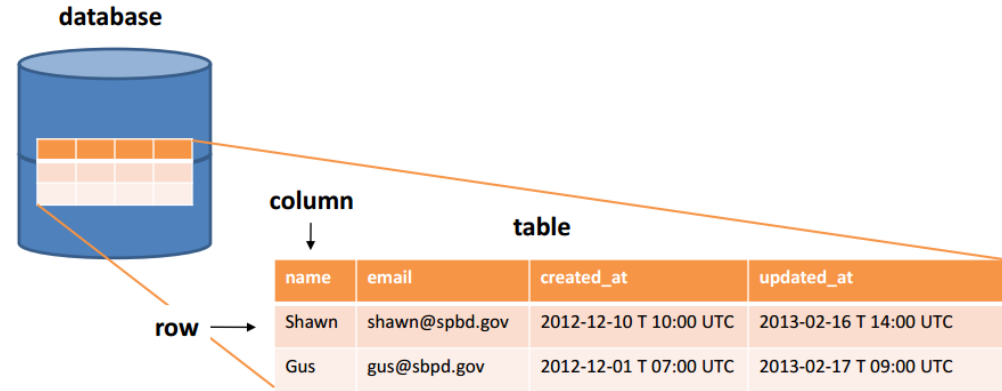 database
column
table
name email created_at updated_at
row
Shawn shawn@spbd.gov 2012-12-10 T 10:00 UTC 2013-02-16 T 14:00 UTC
Gus gus@sbpd.gov 2012-12-01 T 07:00 UTC 2013-02-17 T 09:00 UTC